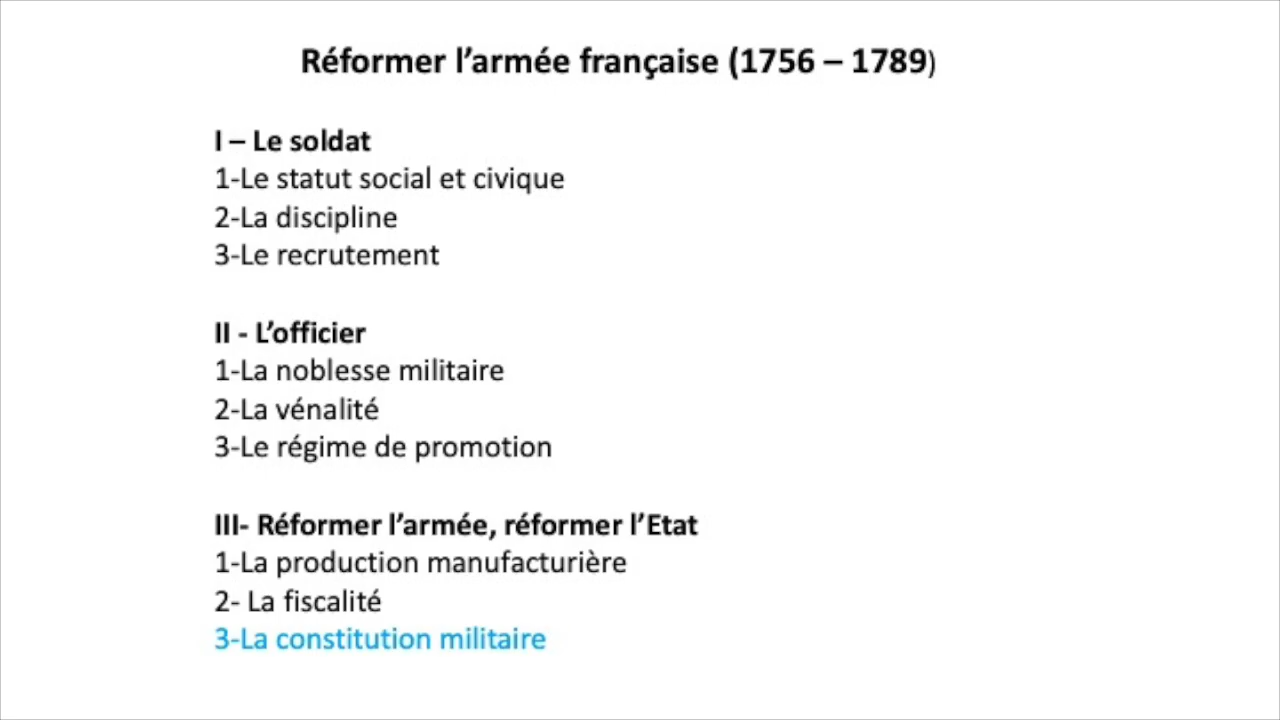 Réformer l’armée française (1756 – 1789)
I – Le soldat
1-Le statut social et civique
2-La discipline
3-Le recrutement
II - L’officier
1-La noblesse militaire
2-La vénalité
3-Le régime de promotion
III- Réformer l’armée, réformer l’Etat
1-La production manufacturière
2- La fiscalité
3-La constitution militaire